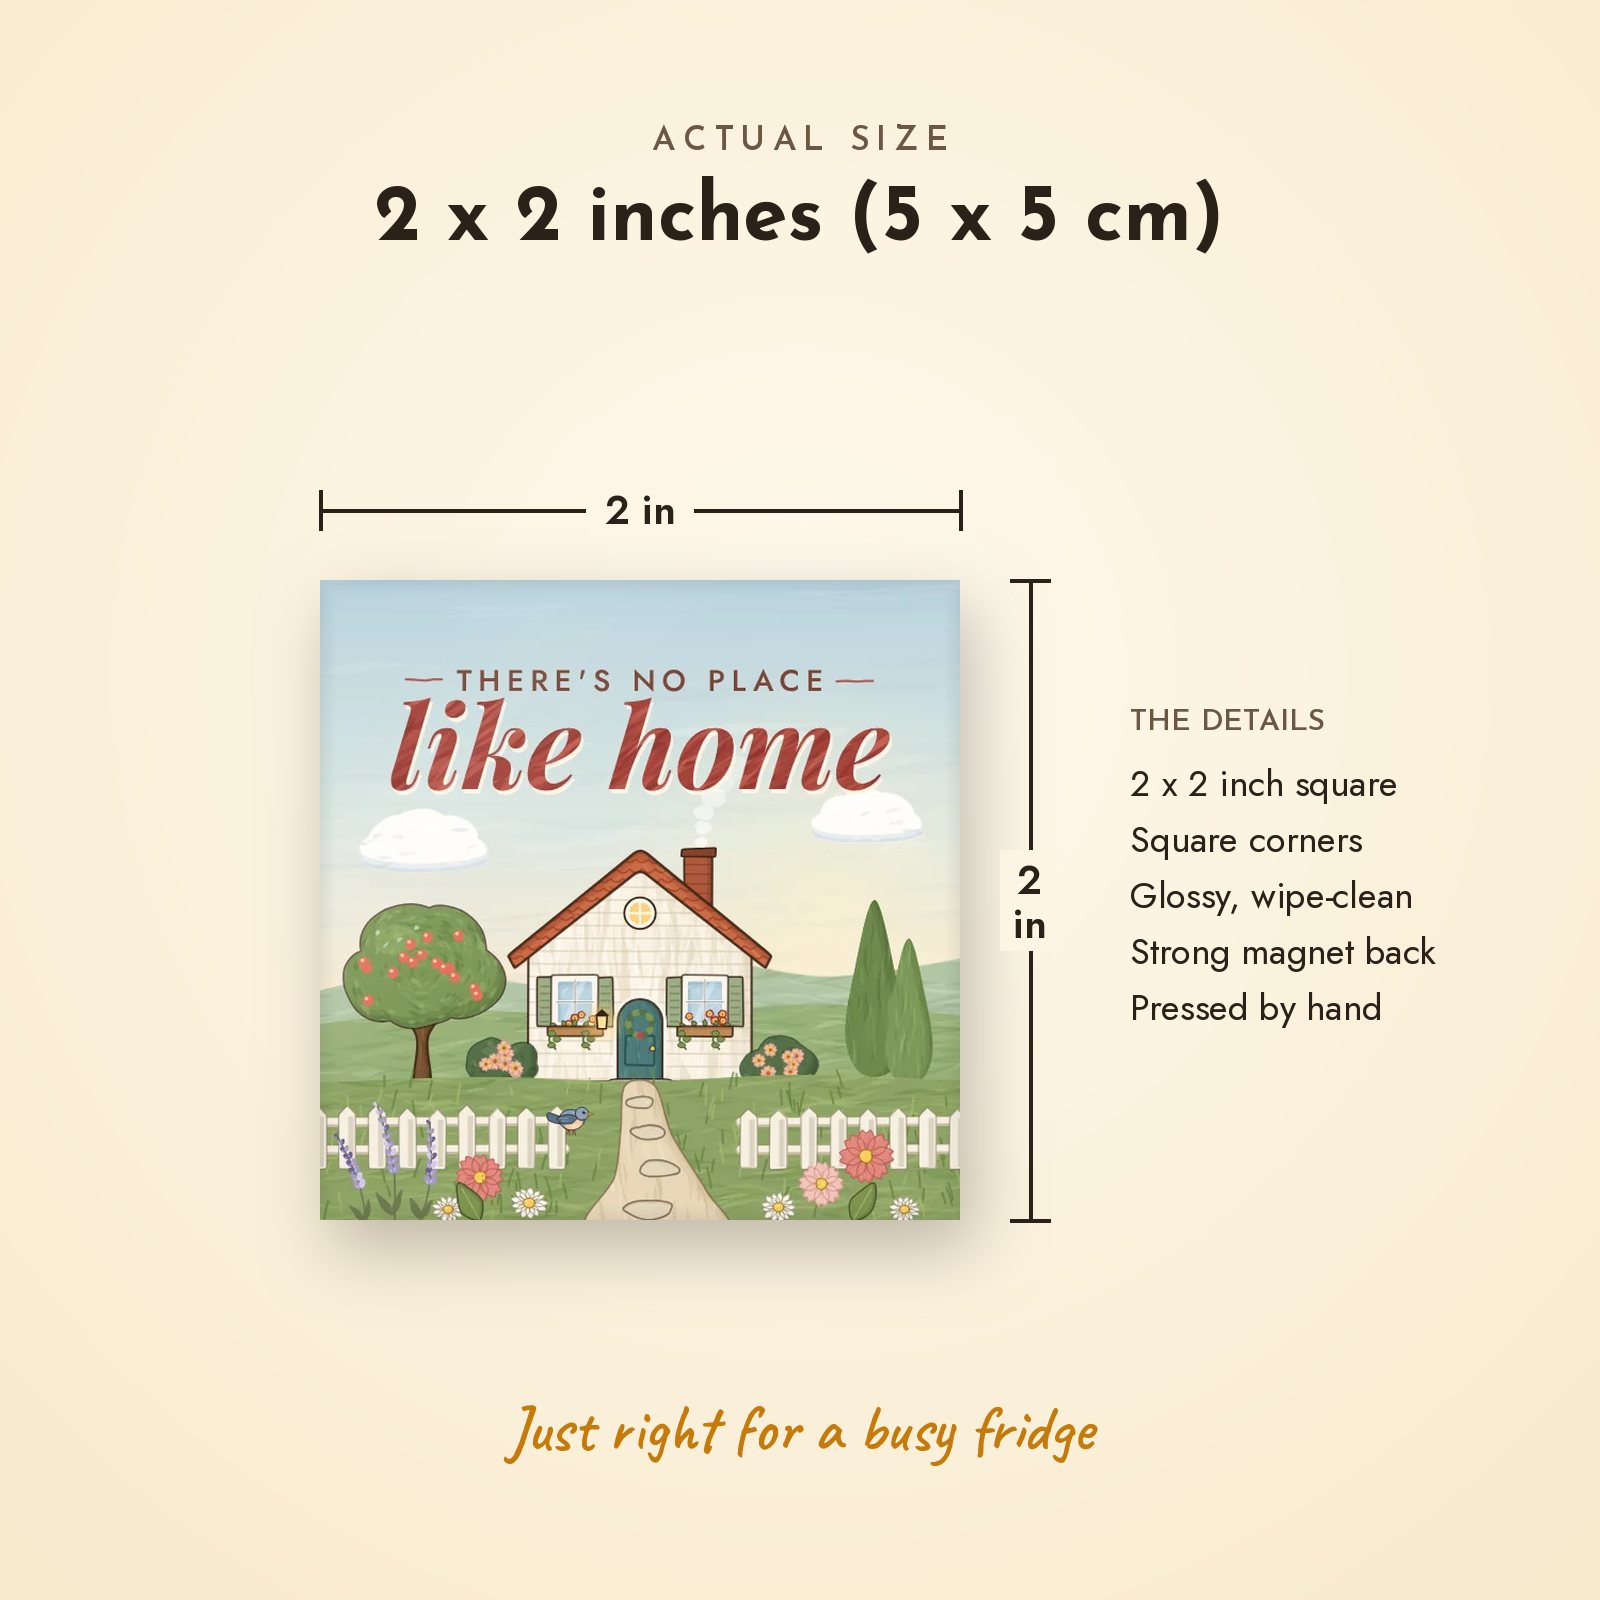 ACTUAL SIZE
2 x 2 inches (5 x 5 cm)
2 in
THERE'S NO PLACE
like home
2
in
THE DETAILS
2 x 2 inch square
Square corners
Glossy, wipe-clean
Strong magnet back
Pressed by hand
Just right for a busy fridge